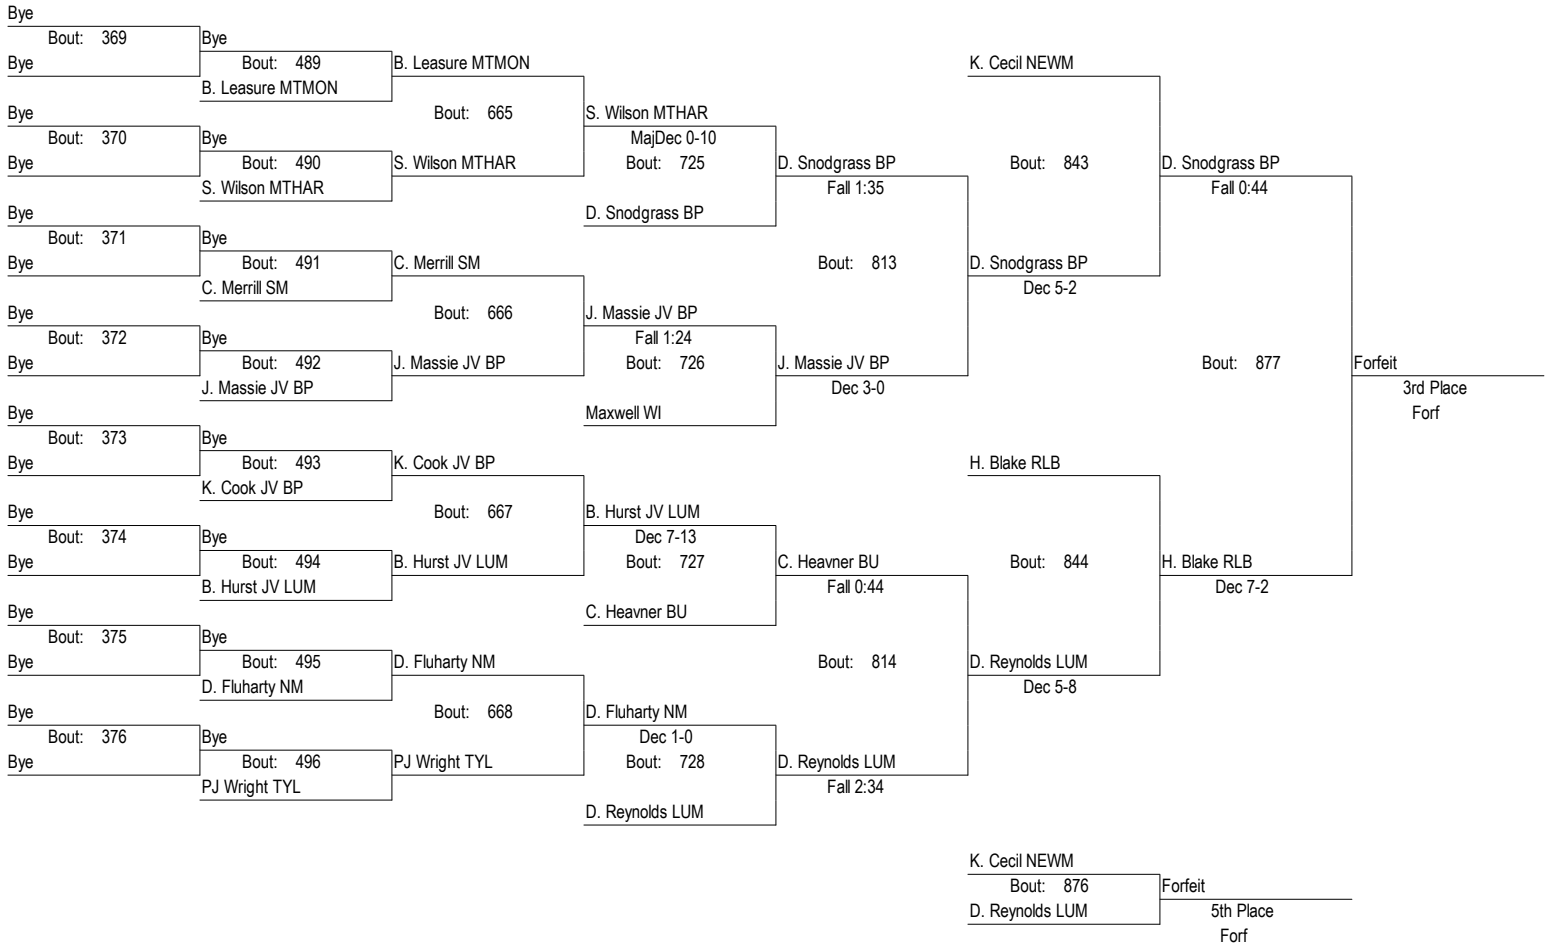 Bye
Bout: 369 Bye
Bye Bout: 489 B. Leasure MTMON K. Cecil NEWM
B. Leasure MTMON
Bye Bout: 665 S. Wilson MTHAR
Bout: 370 Bye MajDec 0-10
Bye Bout: 490 S. Wilson MTHAR Bout: 725 D. Snodgrass BP Bout: 843 D. Snodgrass BP
S. Wilson MTHAR Fall 1:35 Fall 0:44
Bye D. Snodgrass BP
Bout: 371 Bye
Bye Bout: 491 C. Merrill SM Bout: 813 D. Snodgrass BP
C. Merrill SM Dec 5-2
Bye Bout: 666 J. Massie JV BP
Bout: 372 Bye Fall 1:24
Bye Bout: 492 J. Massie JV BP Bout: 726 J. Massie JV BP Bout: 877 Forfeit
J. Massie JV BP Dec 3-0 3rd Place
Bye Maxwell WI Forf
Bout: 373 Bye
Bye Bout: 493 K. Cook JV BP H. Blake RLB
K. Cook JV BP
Bye Bout: 667 B. Hurst JV LUM
Bout: 374 Bye Dec 7-13
Bye Bout: 494 B. Hurst JV LUM Bout: 727 C. Heavner BU Bout: 844 H. Blake RLB
B. Hurst JV LUM Fall 0:44 Dec 7-2
Bye C. Heavner BU
Bout: 375 Bye
Bye Bout: 495 D. Fluharty NM Bout: 814 D. Reynolds LUM
D. Fluharty NM Dec 5-8
Bye Bout: 668 D. Fluharty NM
Bout: 376 Bye Dec 1-0
Bye Bout: 496 PJ Wright TYL Bout: 728 D. Reynolds LUM
PJ Wright TYL Fall 2:34
D. Reynolds LUM
K. Cecil NEWM
Bout: 876 Forfeit
D. Reynolds LUM 5th Place
Forf